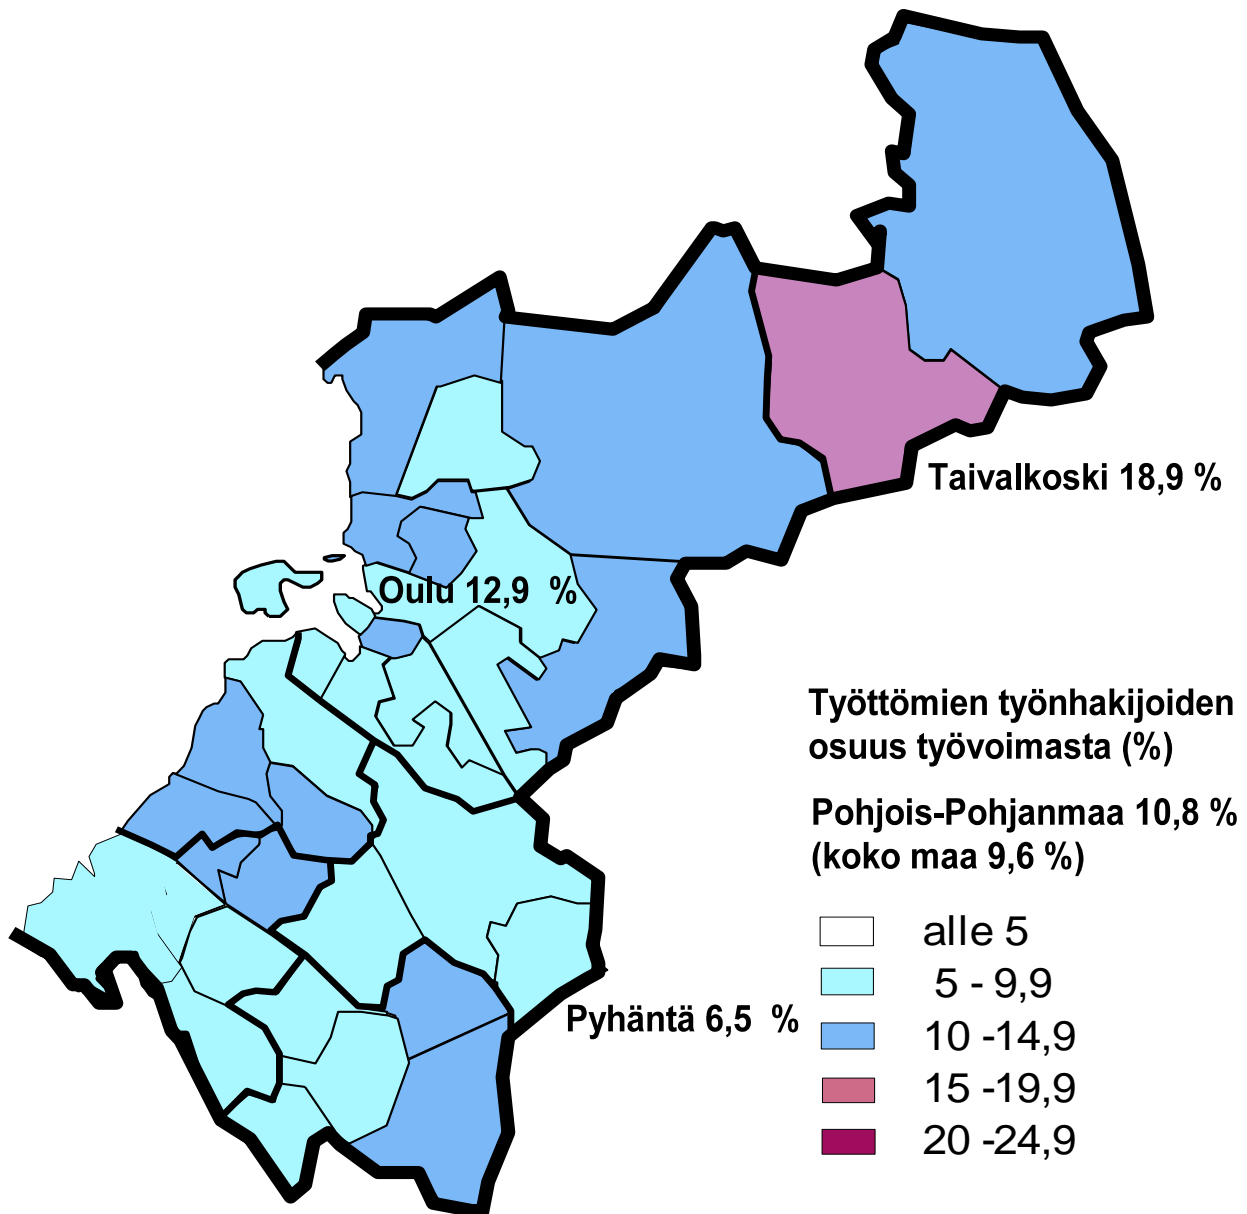 Taivalkoski 18,9 %
Oulu 12,9 %
Työttömien työnhakijoiden
osuus työvoimasta (%)
Pohjois-Pohjanmaa 10,8 %
(koko maa 9,6 %)
alle 5
5 - 9,9
Pyhäntä 6,5 %
10 -14,9
15 -19,9
20 -24,9